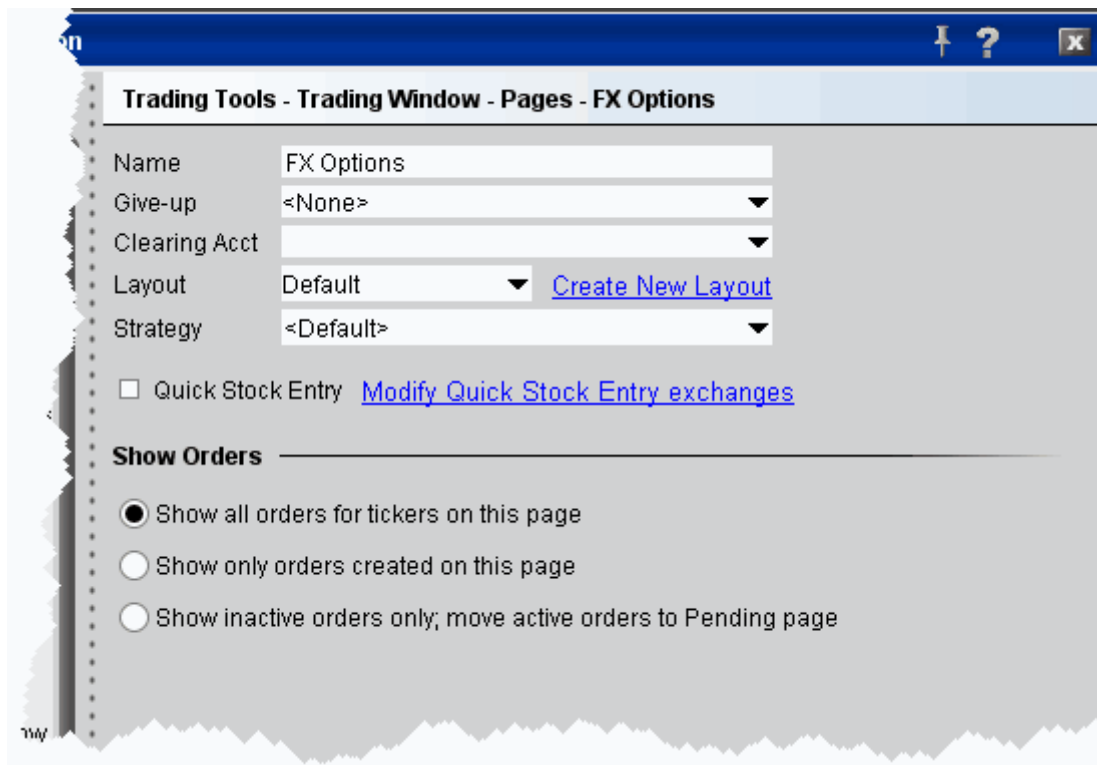 on
Trading Tools - Trading Window - Pages - FX Options
Name FX Options
Give-up <None>
Clearing Acct
Layout Default Create New Layout
Strategy <Default>
Quick Stock Entry Modify Quick Stock Entry exchanges
Show Orders
Show all orders for tickers on this page
Show only orders created on this page
Show inactive orders only; move active orders to Pending page